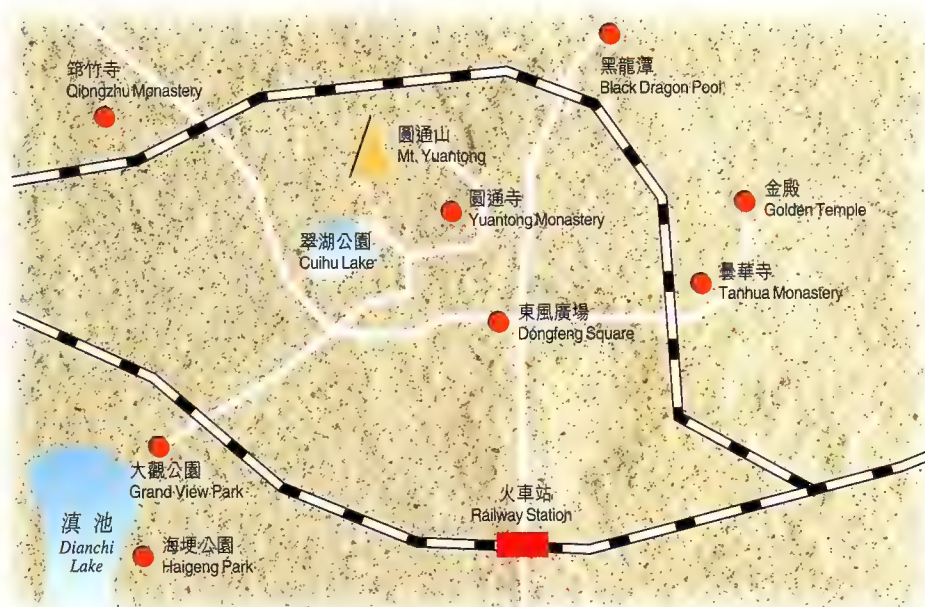 黑龍潭
Black Dragon Pool
筇竹寺
Qiongzhu Monastery
圓通山
Mt. Yuantong
圓通寺
Yuantong Monastery
金殿
Golden Temple
翠湖公園
Cuihu Lake
曇華寺
Tanhua Monastery
東風廣場
Dongfeng Square
大觀公園
Grand View Park
火車站
Railway Station
滇池
Dianchi
Lake
海埂公園
Haigeng Park